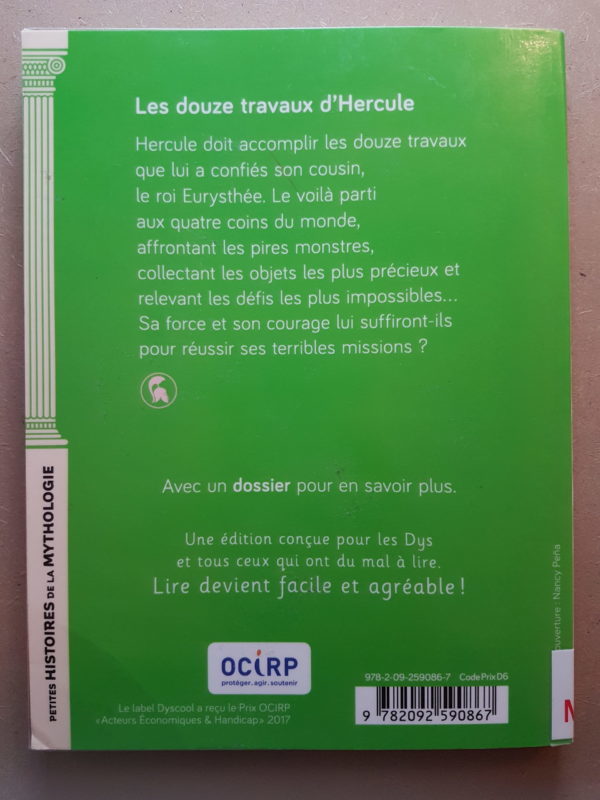 Les douze travaux d'Hercule
Hercule doit accomplir les douze travaux
que lui a confiés son cousin,
le roi Eurysthée. Le voilà parti
aux quatre coins du monde,
affrontant les pires monstres,
collectant les objets les plus précieux et
relevant les défis les plus impossibles...
Sa force et son courage lui suffiront-ils
pour réussir ses terribles missions ?
Avec un dossier pour en savoir plus.
Une édition conçue pour les Dys
et tous ceux qui ont du mal à lire.
Lire devient facile et agréable !
PETITES HISTOIRES DE LA MYTHOLOGIE
OCIRP
protéger. agir. soutenir
Le label Dyscool a reçu le Prix OCIRP
« Acteurs Économiques & Handicap » 2017
978-2-09-259086-7 Code Prix D6
9 782092 590867
: Nancy Peña